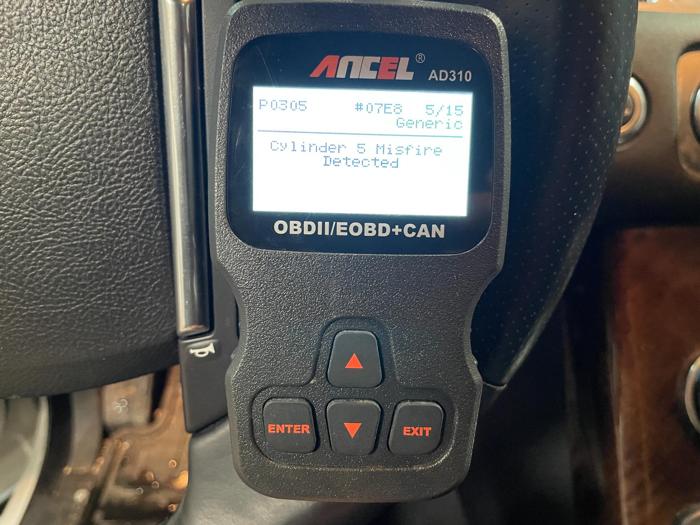 ANCEL® AD310
P0305 #07E8 5/15
Generic
Cylinder 5 Misfire
Detected
OBDII/EOBD+CAN
ENTER
EXIT